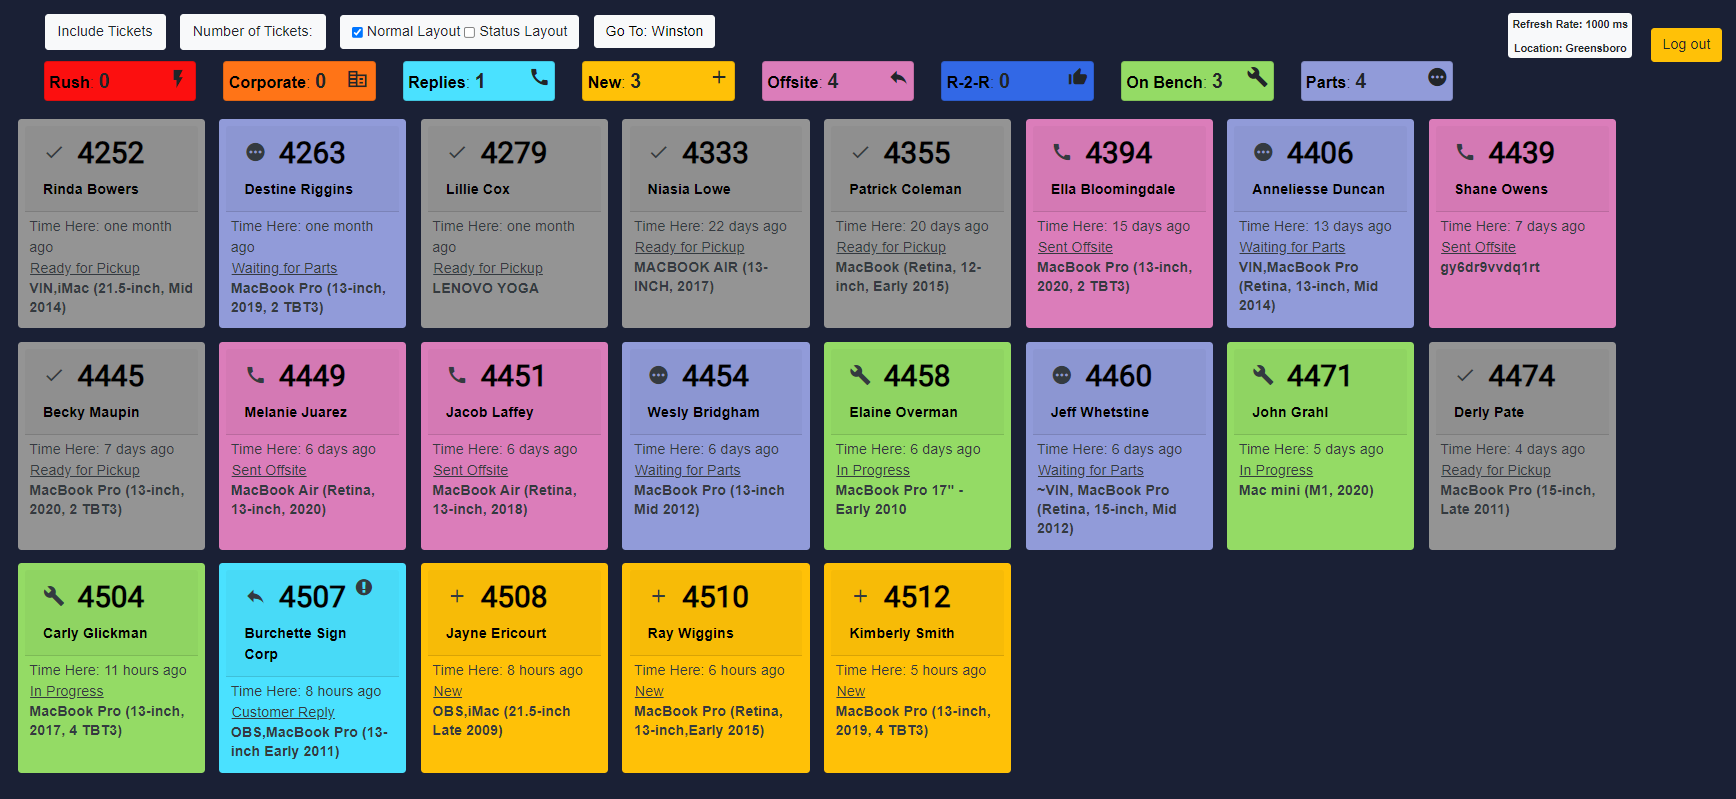 Include Tickets
Number of Tickets:
Normal Layout Status Layout
Go To: Winston
Refresh Rate: 1000 ms
Location: Greensboro
Log out
Rush: 0
Corporate: 0
Replies: 1
New: 3
Offsite: 4
R-2-R: 0
On Bench: 3
Parts: 4
4252
Rinda Bowers
Time Here: one month
ago
Ready for Pickup
VIN,iMac (21.5-inch, Mid
2014)
4263
Destine Riggins
Time Here: one month
ago
Waiting for Parts
MacBook Pro (13-inch,
2019, 2 TBT3)
4279
Lillie Cox
Time Here: one month
ago
Ready for Pickup
LENOVO YOGA
4333
Niasia Lowe
Time Here: 22 days ago
Ready for Pickup
MACBOOK AIR (13-
INCH, 2017)
4355
Patrick Coleman
Time Here: 20 days ago
Ready for Pickup
MacBook (Retina, 12-
inch, Early 2015)
4394
Ella Bloomingdale
Time Here: 15 days ago
Sent Offsite
MacBook Pro (13-inch,
2020, 2 TBT3)
4406
Anneliesse Duncan
Time Here: 13 days ago
Waiting for Parts
VIN,MacBook Pro
(Retina, 13-inch, Mid
2014)
4439
Shane Owens
Time Here: 7 days ago
Sent Offsite
gy6dr9vvdq1rt
4445
Becky Maupin
Time Here: 7 days ago
Ready for Pickup
MacBook Pro (13-inch,
2020, 2 TBT3)
4449
Melanie Juarez
Time Here: 6 days ago
Sent Offsite
MacBook Air (Retina,
13-inch, 2020)
4451
Jacob Laffey
Time Here: 6 days ago
Sent Offsite
MacBook Air (Retina,
13-inch, 2018)
4454
Wesly Bridgham
Time Here: 6 days ago
Waiting for Parts
MacBook Pro (13-inch
Mid 2012)
4458
Elaine Overman
Time Here: 6 days ago
In Progress
MacBook Pro 17" -
Early 2010
4460
Jeff Whetstine
Time Here: 6 days ago
Waiting for Parts
~VIN, MacBook Pro
(Retina, 15-inch, Mid
2012)
4471
John Grahl
Time Here: 5 days ago
In Progress
Mac mini (M1, 2020)
4474
Derly Pate
Time Here: 4 days ago
Ready for Pickup
MacBook Pro (15-inch,
Late 2011)
4504
Carly Glickman
Time Here: 11 hours ago
In Progress
MacBook Pro (13-inch,
2017, 4 TBT3)
4507
Burchette Sign
Corp
Time Here: 8 hours ago
Customer Reply
OBS,MacBook Pro (13-
inch Early 2011)
4508
Jayne Ericourt
Time Here: 8 hours ago
New
OBS,iMac (21.5-inch
Late 2009)
4510
Ray Wiggins
Time Here: 6 hours ago
New
MacBook Pro (Retina,
13-inch,Early 2015)
4512
Kimberly Smith
Time Here: 5 hours ago
New
MacBook Pro (13-inch,
2019, 4 TBT3)